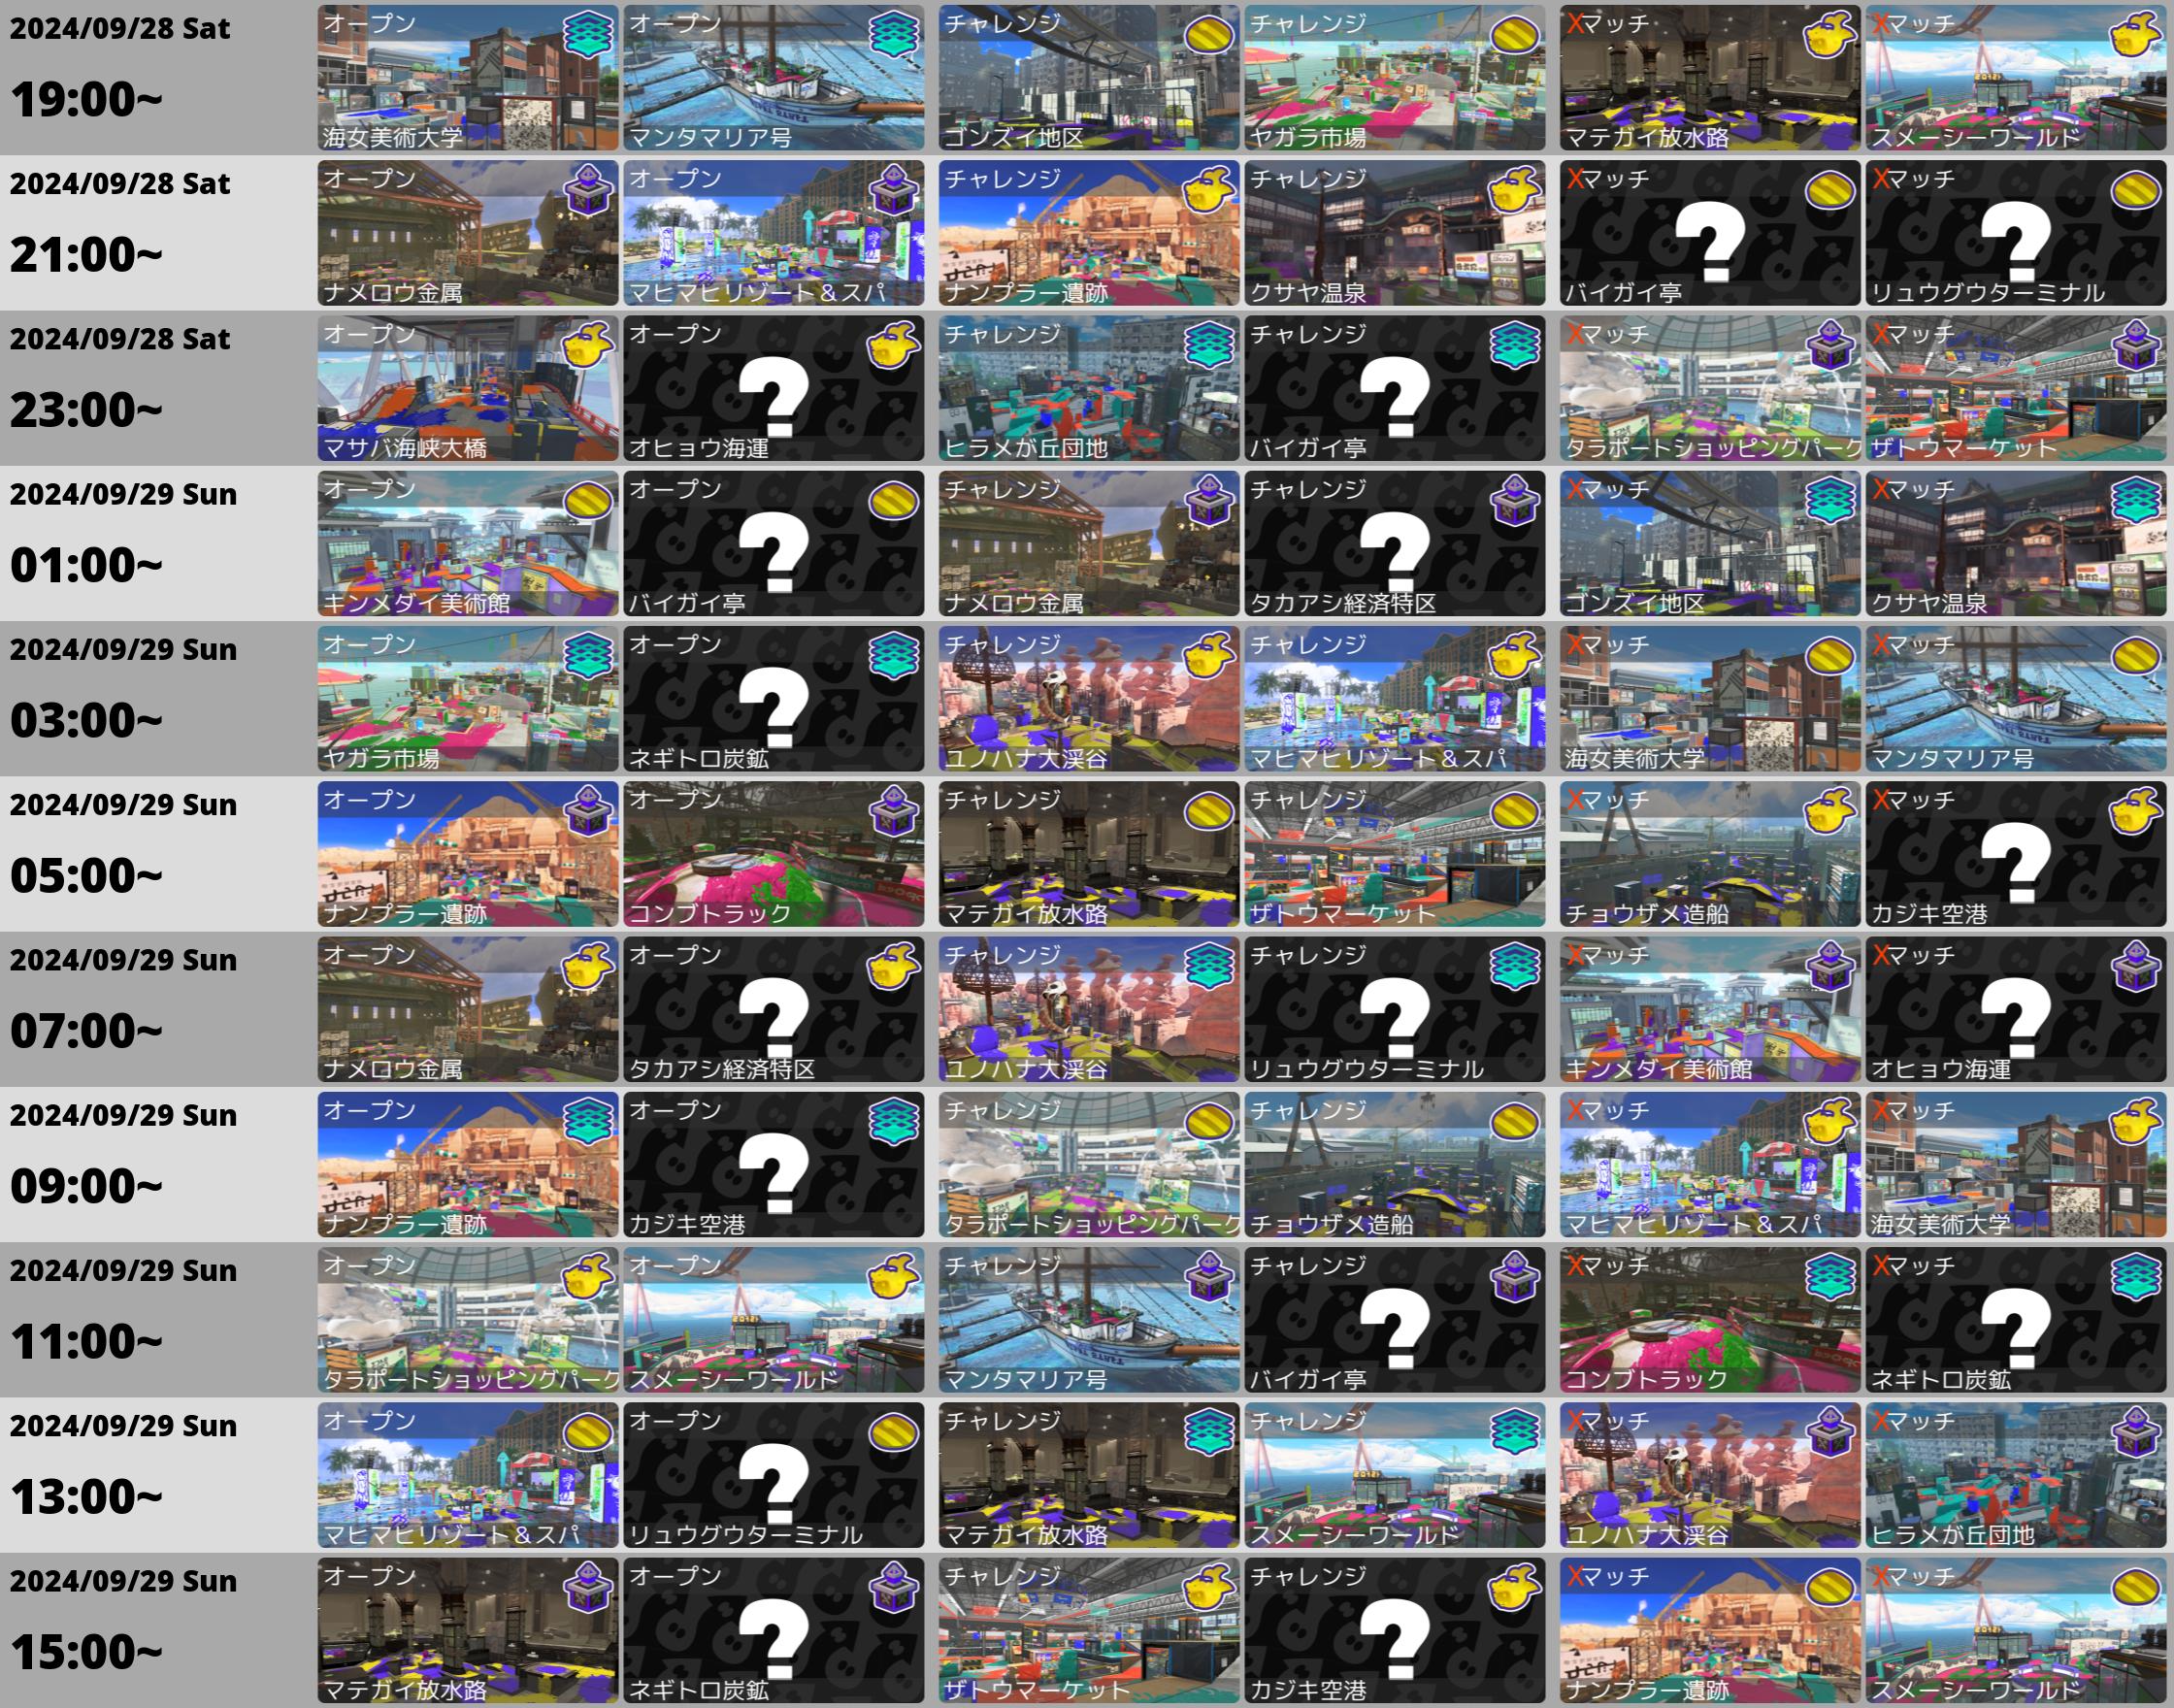 2024/09/28 Sat
19:00~
オープン オープン チャレンジ チャレンジ Xマッチ Xマッチ
海女美術大学 マンタマリア号 ゴンズイ地区 ヤガラ市場 マテガイ放水路 スメーシーワールド
2024/09/28 Sat
21:00~
オープン オープン チャレンジ チャレンジ Xマッチ Xマッチ
ナメロウ金属 マヒマヒリゾート&スパ ナンプラー遺跡 クサヤ温泉 バイガイ亭 リュウグウターミナル
2024/09/28 Sat
23:00~
オープン オープン チャレンジ チャレンジ Xマッチ Xマッチ
マサバ海峡大橋 オヒョウ海運 ヒラメが丘団地 バイガイ亭 タラポートショッピングパーク ザトウマーケット
2024/09/29 Sun
01:00~
オープン オープン チャレンジ チャレンジ Xマッチ Xマッチ
キンメダイ美術館 バイガイ亭 ナメロウ金属 タカアシ経済特区 ゴンズイ地区 クサヤ温泉
2024/09/29 Sun
03:00~
オープン オープン チャレンジ チャレンジ Xマッチ Xマッチ
ヤガラ市場 ネギトロ炭鉱 ユノハナ大渓谷 マヒマヒリゾート&スパ 海女美術大学 マンタマリア号
2024/09/29 Sun
05:00~
オープン オープン チャレンジ チャレンジ Xマッチ Xマッチ
ナンプラー遺跡 コンブトラック マテガイ放水路 ザトウマーケット チョウザメ造船 カジキ空港
2024/09/29 Sun
07:00~
オープン オープン チャレンジ チャレンジ Xマッチ Xマッチ
ナメロウ金属 タカアシ経済特区 ユノハナ大渓谷 リュウグウターミナル キンメダイ美術館 オヒョウ海運
2024/09/29 Sun
09:00~
オープン オープン チャレンジ チャレンジ Xマッチ Xマッチ
ナンプラー遺跡 カジキ空港 タラポートショッピングパーク チョウザメ造船 マヒマヒリゾート&スパ 海女美術大学
2024/09/29 Sun
11:00~
オープン オープン チャレンジ チャレンジ Xマッチ Xマッチ
タラポートショッピングパーク スメーシーワールド マンタマリア号 バイガイ亭 コンブトラック ネギトロ炭鉱
2024/09/29 Sun
13:00~
オープン オープン チャレンジ チャレンジ Xマッチ Xマッチ
マヒマヒリゾート&スパ リュウグウターミナル マテガイ放水路 スメーシーワールド ユノハナ大渓谷 ヒラメが丘団地
2024/09/29 Sun
15:00~
オープン オープン チャレンジ チャレンジ Xマッチ Xマッチ
マテガイ放水路 ネギトロ炭鉱 ザトウマーケット カジキ空港 ナンプラー遺跡 スメーシーワールド